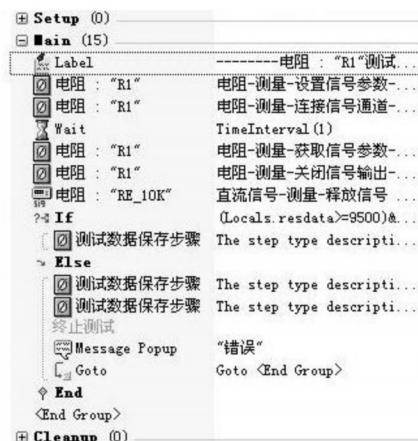 Setup (0)
Main (15)
Label --------电阻 : "R1"测试...
电阻 : "R1" 电阻-测量-设置信号参数-...
电阻 : "R1" 电阻-测量-连接信号通道-...
Wait TimeInterval(1)
电阻 : "R1" 电阻-测量-获取信号参数-...
电阻 : "R1" 电阻-测量-关闭信号输出-...
电阻 : "RE_10K" 直流信号-测量-释放信号 ...
If (Locals.resdata>=9500)&...
测试数据保存步骤 The step type descripti...
Else
测试数据保存步骤 The step type descripti...
测试数据保存步骤 The step type descripti...
终止测试
Message Popup "错误"
Goto Goto <End Group>
End
<End Group>
Cleanup (0)